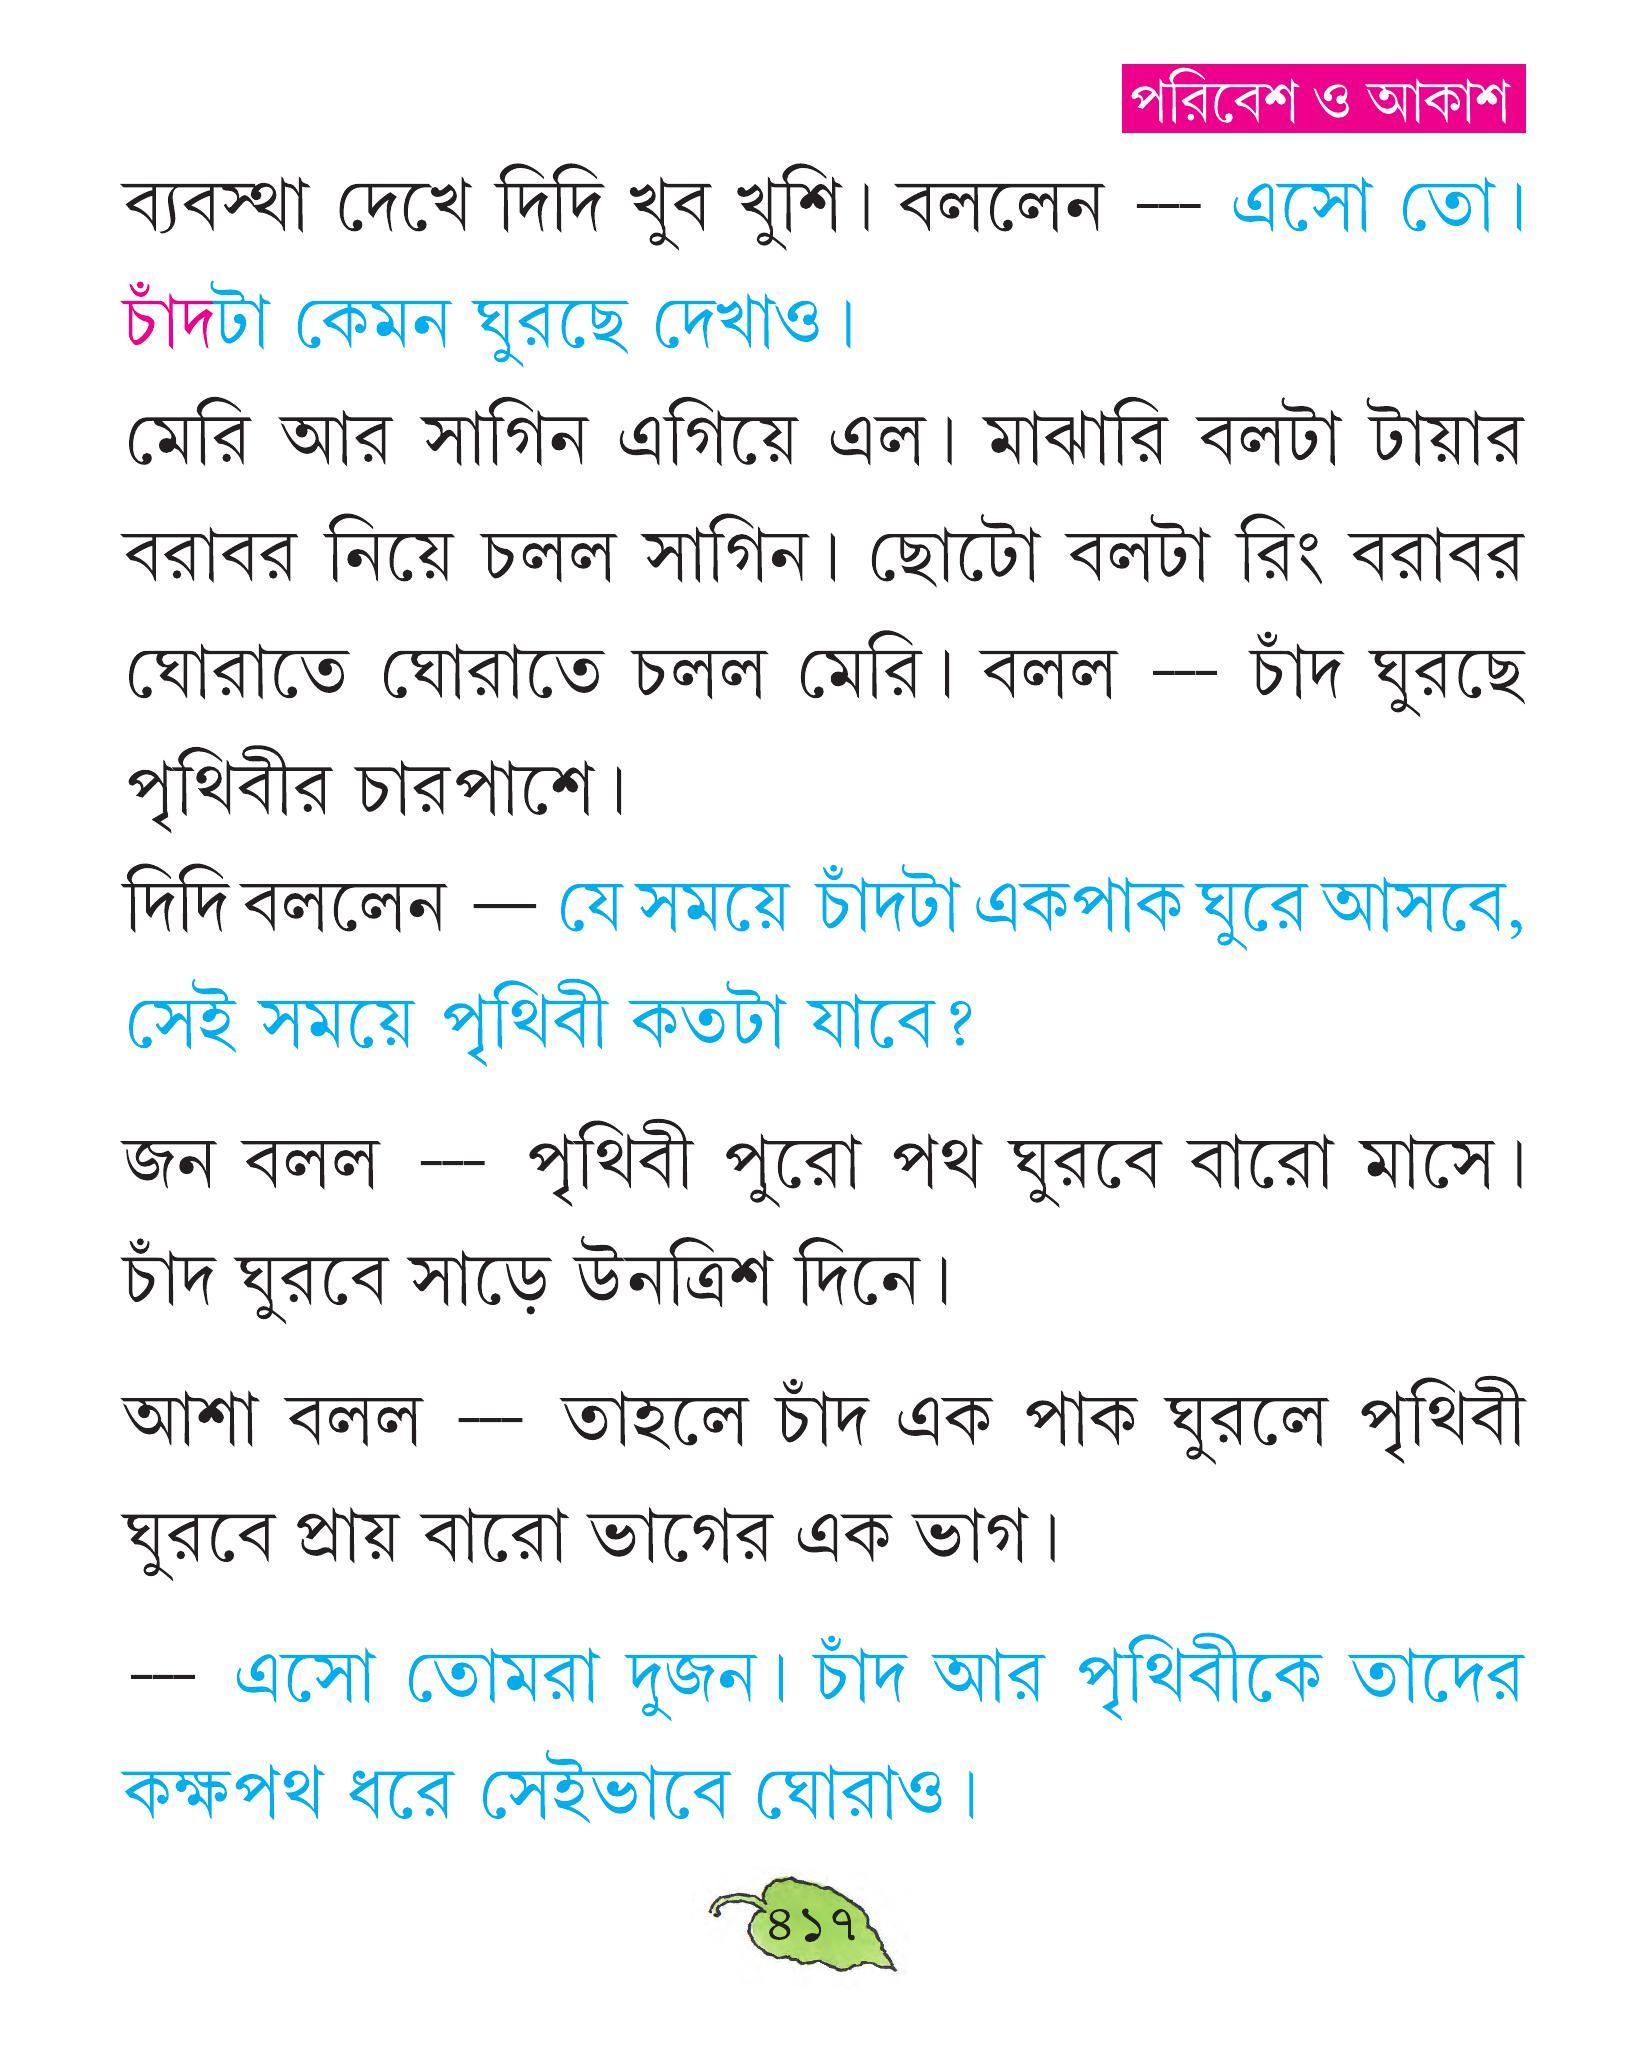 পরিবেশ ও আকাশ
ব্যবস্থা দেখে দিদি খুব খুশি। বললেন --- এসো তো।
চাঁদটা কেমন ঘুরছে দেখাও।
মেরি আর সাগিন এগিয়ে এল। মাঝারি বলটা টায়ার
বরাবর নিয়ে চলল সাগিন। ছোটো বলটা রিং বরাবর
ঘোরাতে ঘোরাতে চলল মেরি। বলল --- চাঁদ ঘুরছে
পৃথিবীর চারপাশে।
দিদি বললেন — যে সময়ে চাঁদটা একপাক ঘুরে আসবে,
সেই সময়ে পৃথিবী কতটা যাবে?
জন বলল --- পৃথিবী পুরো পথ ঘুরবে বারো মাসে।
চাঁদ ঘুরবে সাড়ে উনত্রিশ দিনে।
আশা বলল --- তাহলে চাঁদ এক পাক ঘুরলে পৃথিবী
ঘুরবে প্রায় বারো ভাগের এক ভাগ।
--- এসো তোমরা দুজন। চাঁদ আর পৃথিবীকে তাদের
কক্ষপথ ধরে সেইভাবে ঘোরাও।
৪১৭